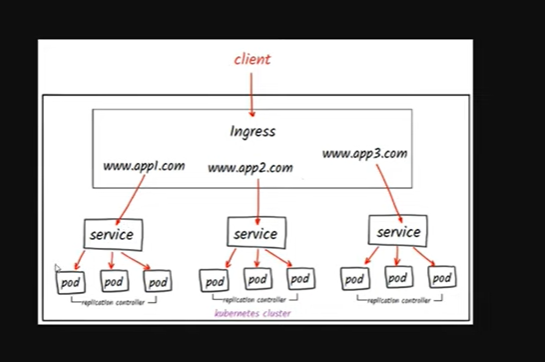 client
Ingress
www.app1.com www.app2.com www.app3.com
service service service
pod pod pod pod pod pod pod pod pod
replication controller replication controller replication controller
kubernetes cluster